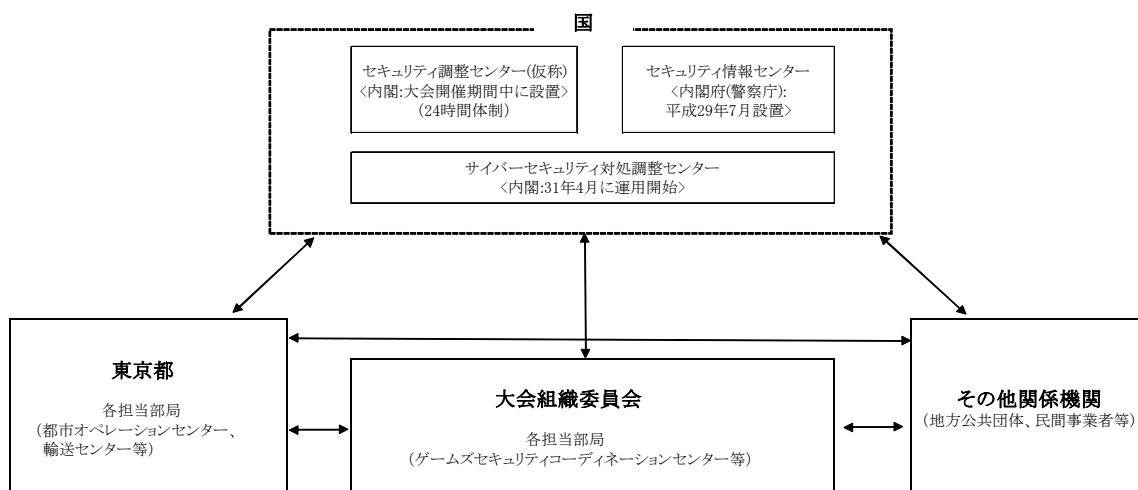 国
セキュリティ調整センター(仮称)
<内閣:大会開催期間中に設置>
(24時間体制)
セキュリティ情報センター
<内閣府(警察庁):
平成29年7月設置>
サイバーセキュリティ対処調整センター
<内閣:31年4月に運用開始>
東京都
各担当部局
(都市オペレーションセンター、
輸送センター等)
大会組織委員会
各担当部局
(ゲームズセキュリティコーディネーションセンター等)
その他関係機関
(地方公共団体、民間事業者等)